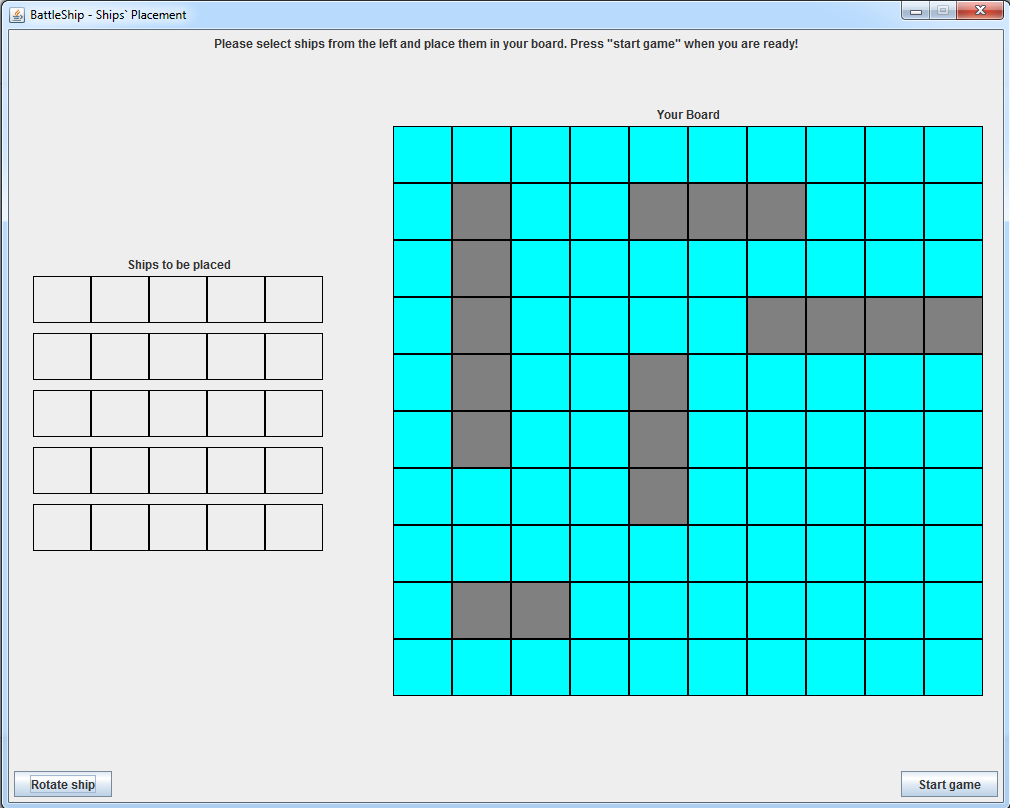 BattleShip - Ships` Placement
Please select ships from the left and place them in your board. Press "start game" when you are ready!
Your Board
Ships to be placed
Rotate ship
Start game